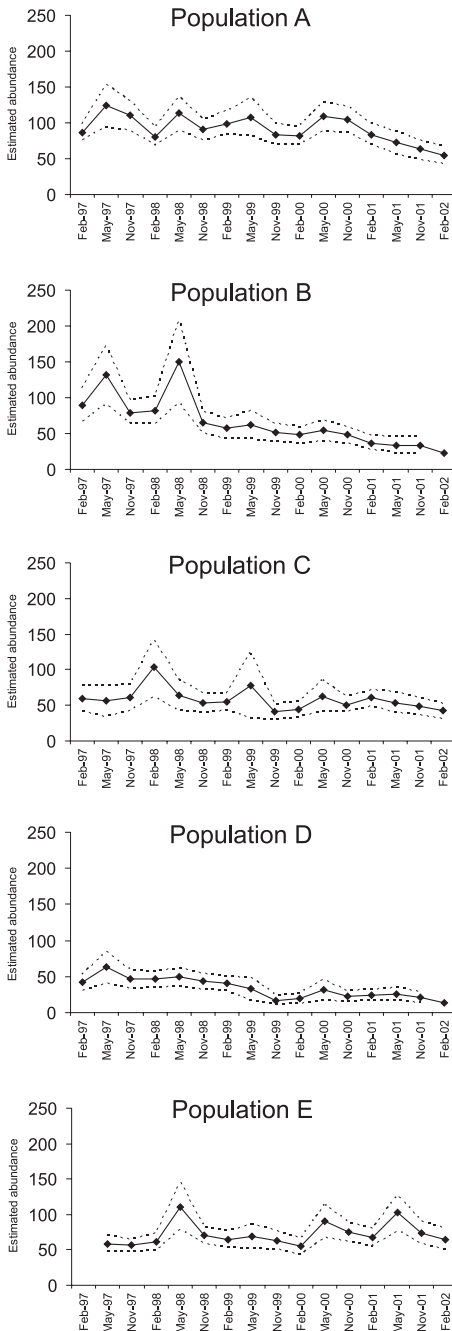 Population A
250
200
150
100
50
0
Estimated abundance
Feb-97
May-97
Nov-97
Feb-98
May-98
Nov-98
Feb-99
May-99
Nov-99
Feb-00
May-00
Nov-00
Feb-01
May-01
Nov-01
Feb-02
Population B
250
200
150
100
50
0
Estimated abundance
Feb-97
May-97
Nov-97
Feb-98
May-98
Nov-98
Feb-99
May-99
Nov-99
Feb-00
May-00
Nov-00
Feb-01
May-01
Nov-01
Feb-02
Population C
250
200
150
100
50
0
Estimated abundance
Feb-97
May-97
Nov-97
Feb-98
May-98
Nov-98
Feb-99
May-99
Nov-99
Feb-00
May-00
Nov-00
Feb-01
May-01
Nov-01
Feb-02
Population D
250
200
150
100
50
0
Estimated abundance
Feb-97
May-97
Nov-97
Feb-98
May-98
Nov-98
Feb-99
May-99
Nov-99
Feb-00
May-00
Nov-00
Feb-01
May-01
Nov-01
Feb-02
Population E
250
200
150
100
50
0
Estimated abundance
Feb-97
May-97
Nov-97
Feb-98
May-98
Nov-98
Feb-99
May-99
Nov-99
Feb-00
May-00
Nov-00
Feb-01
May-01
Nov-01
Feb-02